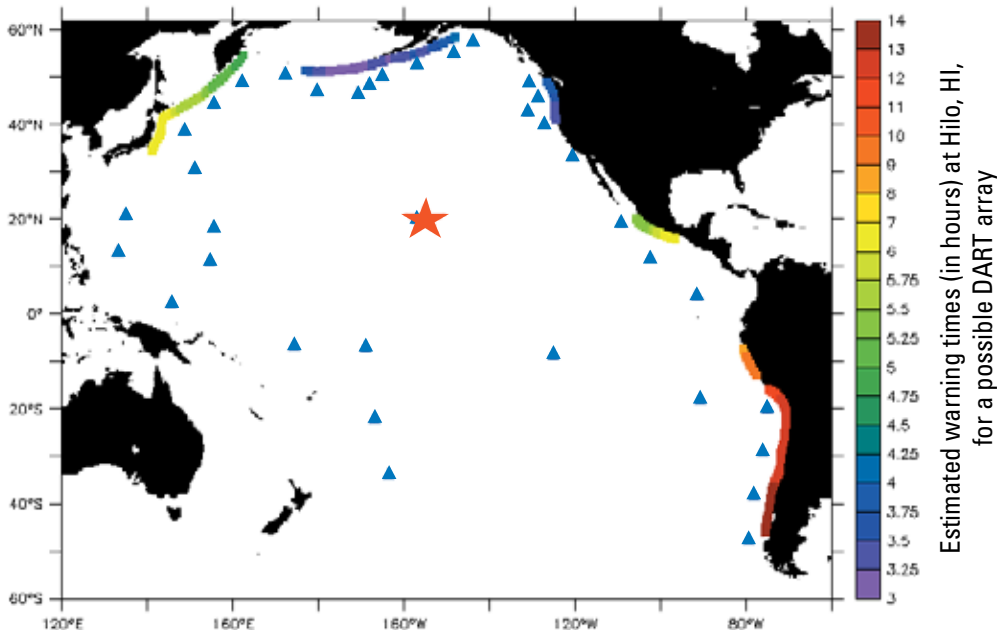 60°N
40°N
20°N
0°
20°S
40°S
60°S
120°E
160°E
160°W
120°W
80°W
14
13
12
11
10
9
8
7
6
5.75
5.5
5.25
5
4.75
4.5
4.25
4
3.75
3.5
3.25
3
Estimated warning times (in hours) at Hilo, HI,
for a possible DART array